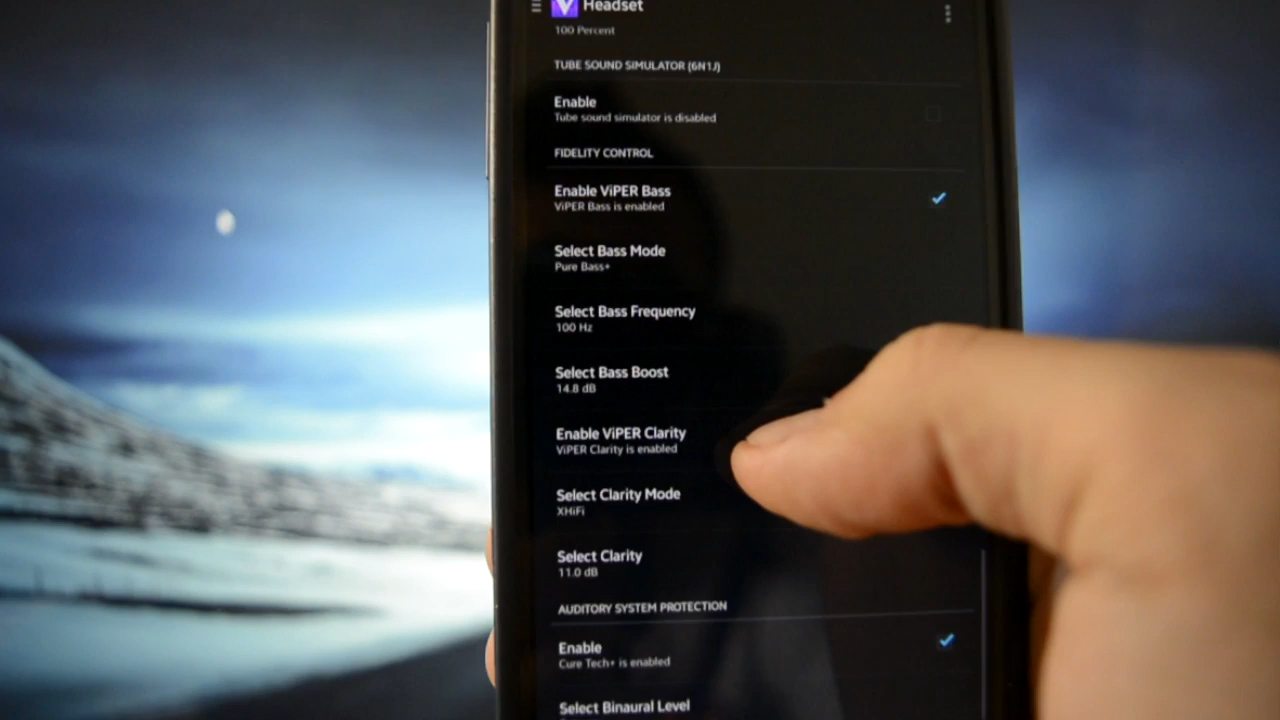 Headset
100 Percent
TUBE SOUND SIMULATOR (6N1J)
Enable
Tube sound simulator is disabled
FIDELITY CONTROL
Enable ViPER Bass
ViPER Bass is enabled
Select Bass Mode
Pure Bass+
Select Bass Frequency
100 Hz
Select Bass Boost
14.8 dB
Enable ViPER Clarity
ViPER Clarity is enabled
Select Clarity Mode
XHiFi
Select Clarity
11.0 dB
AUDITORY SYSTEM PROTECTION
Enable
Cure Tech+ is enabled
Select Binaural Level